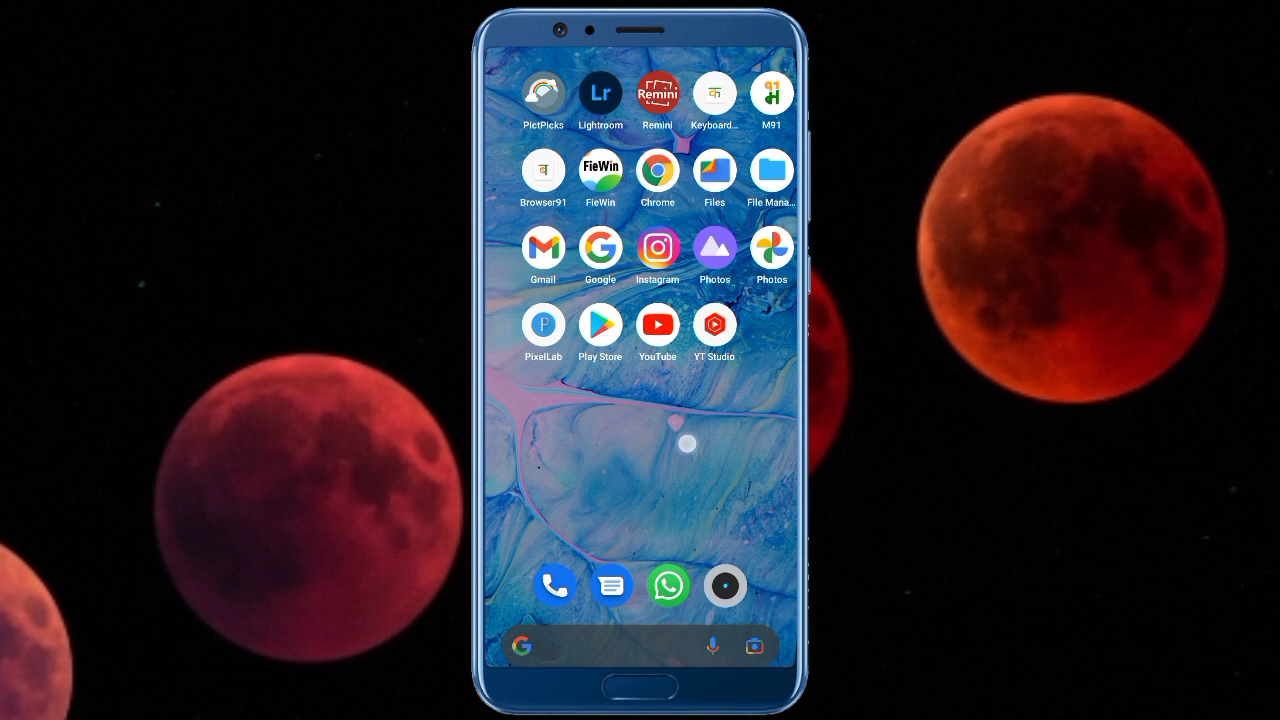 Lr
Remini
क
९१
म
PictPicks
Lightroom
Remini
Keyboard...
M91
ब
FieWin
Browser91
FieWin
Chrome
Files
File Mana...
Gmail
Google
Instagram
Photos
Photos
P
PixelLab
Play Store
YouTube
YT Studio